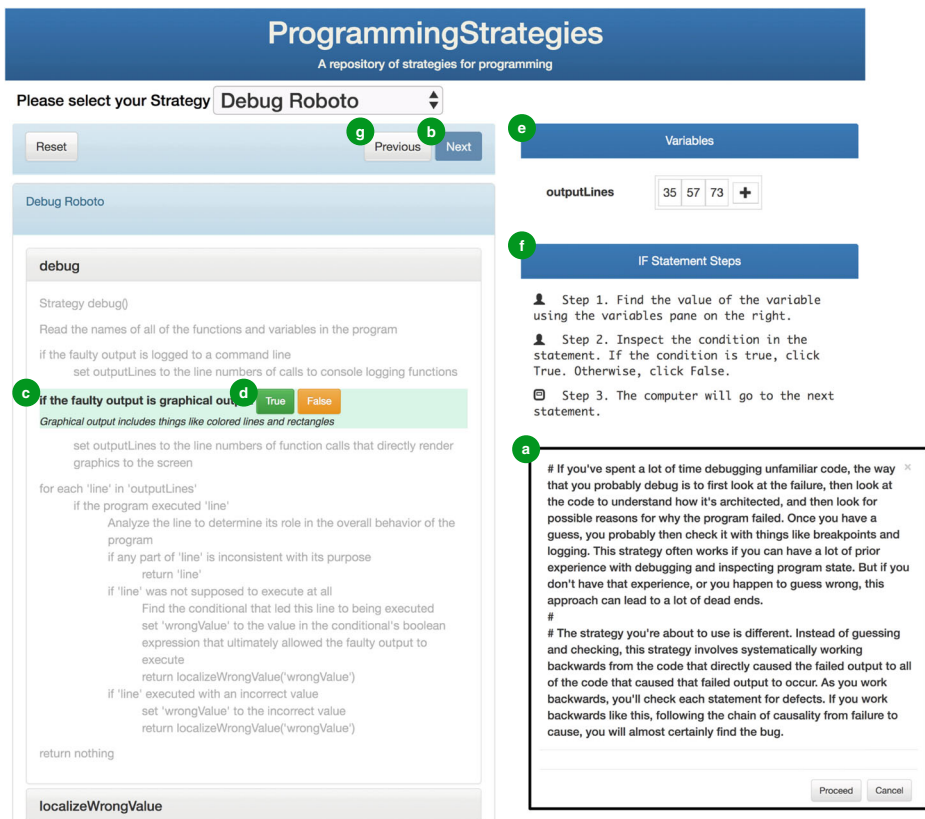 ProgrammingStrategies
A repository of strategies for programming
Please select your Strategy Debug Roboto
Reset
g
Previous
b
Next
Debug Roboto
debug
Strategy debug()
Read the names of all of the functions and variables in the program
if the faulty output is logged to a command line
set outputLines to the line numbers of calls to console logging functions
c
if the faulty output is graphical
d
True
False
Graphical output includes things like colored lines and rectangles
set outputLines to the line numbers of function calls that directly render
graphics to the screen
for each 'line' in 'outputLines'
if the program executed 'line'
Analyze the line to determine its role in the overall behavior of the
program
if any part of 'line' is inconsistent with its purpose
return 'line'
if 'line' was not supposed to execute at all
Find the conditional that led this line to being executed
set 'wrongValue' to the value in the conditional's boolean
expression that ultimately allowed the faulty output to
execute
return localizeWrongValue('wrongValue')
if 'line' executed with an incorrect value
set 'wrongValue' to the incorrect value
return localizeWrongValue('wrongValue')
return nothing
localizeWrongValue
e
Variables
outputLines 35 57 73 +
f
IF Statement Steps
Step 1. Find the value of the variable
using the variables pane on the right.
Step 2. Inspect the condition in the
statement. If the condition is true, click
True. Otherwise, click False.
Step 3. The computer will go to the next
statement.
a
# If you've spent a lot of time debugging unfamiliar code, the way ×
that you probably debug is to first look at the failure, then look at
the code to understand how it's architected, and then look for
possible reasons for why the program failed. Once you have a
guess, you probably then check it with things like breakpoints and
logging. This strategy often works if you can have a lot of prior
experience with debugging and inspecting program state. But if you
don't have that experience, or you happen to guess wrong, this
approach can lead to a lot of dead ends.
#
# The strategy you're about to use is different. Instead of guessing
and checking, this strategy involves systematically working
backwards from the code that directly caused the failed output to all
of the code that caused that failed output to occur. As you work
backwards, you'll check each statement for defects. If you work
backwards like this, following the chain of causality from failure to
cause, you will almost certainly find the bug.
Proceed
Cancel